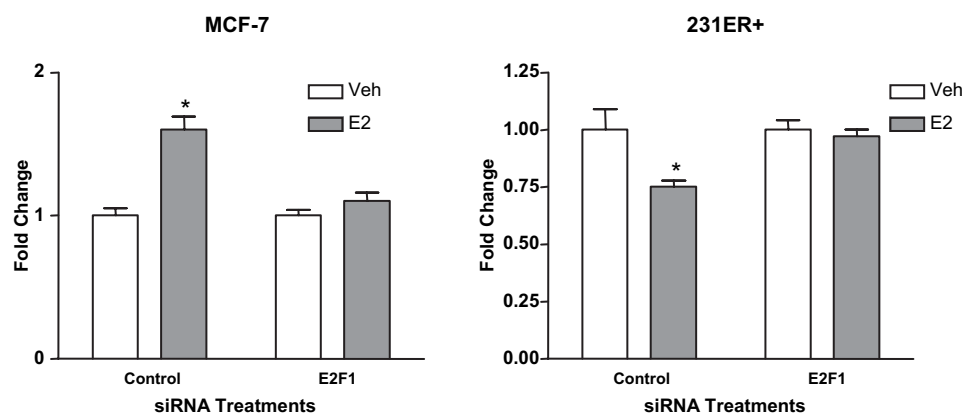 MCF-7
2
1
0
Fold Change
*
Veh
E2
Control
E2F1
siRNA Treatments
231ER+
1.25
1.00
0.75
0.50
0.25
0.00
Fold Change
*
Veh
E2
Control
E2F1
siRNA Treatments